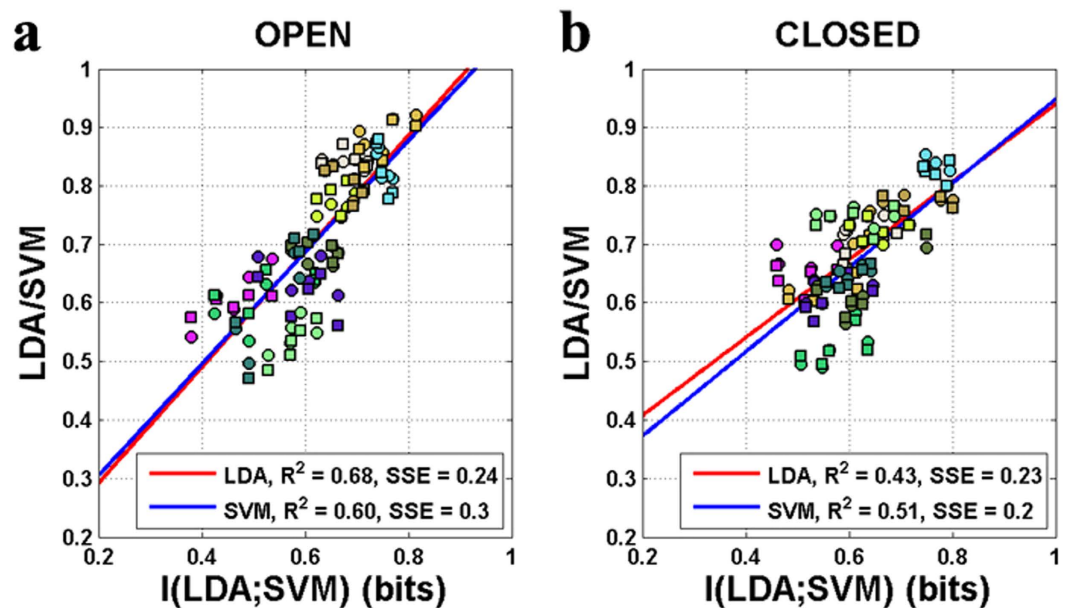 a
OPEN
LDA/SVM
1
0.9
0.8
0.7
0.6
0.5
0.4
0.3
0.2
LDA, R² = 0.68, SSE = 0.24
SVM, R² = 0.60, SSE = 0.3
0.2 0.4 0.6 0.8 1
I(LDA;SVM) (bits)
b
CLOSED
LDA/SVM
1
0.9
0.8
0.7
0.6
0.5
0.4
0.3
0.2
LDA, R² = 0.43, SSE = 0.23
SVM, R² = 0.51, SSE = 0.2
0.2 0.4 0.6 0.8 1
I(LDA;SVM) (bits)